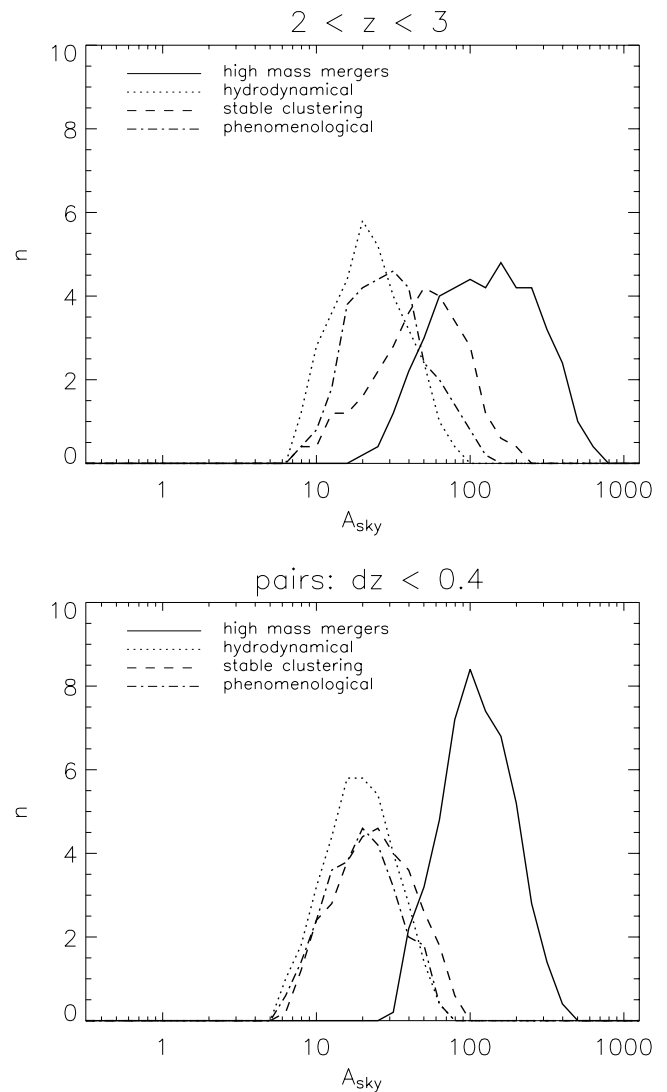 2 < z < 3
10
high mass mergers
hydrodynamical
stable clustering
phenomenological
8
6
n
4
2
0
1 10 100 1000
A_sky
pairs: dz < 0.4
10
high mass mergers
hydrodynamical
stable clustering
phenomenological
8
6
n
4
2
0
1 10 100 1000
A_sky